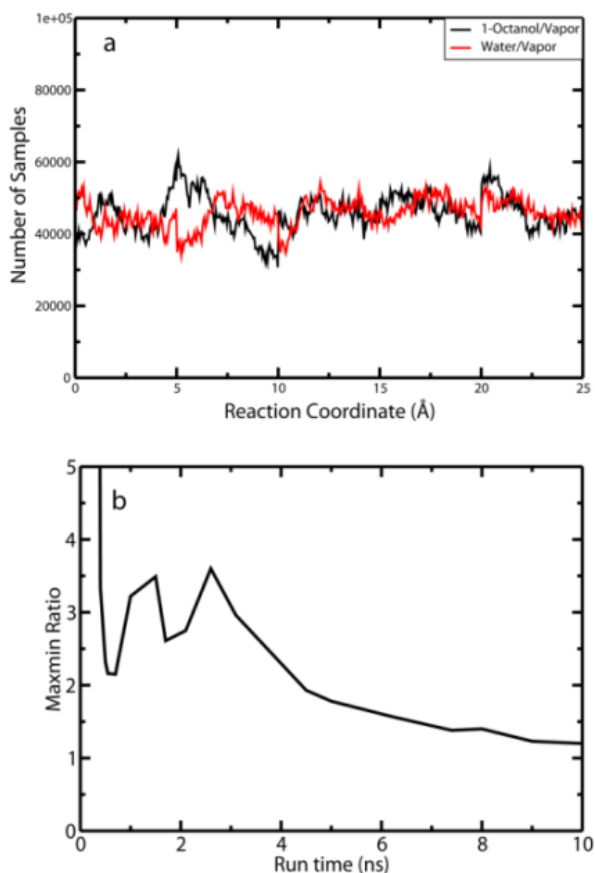 1e+05
a
1-Octanol/Vapor
Water/Vapor
80000
60000
40000
20000
0
Number of Samples
0 5 10 15 20 25
Reaction Coordinate (Å)
5
b
4
3
2
1
0
Maxmin Ratio
0 2 4 6 8 10
Run time (ns)